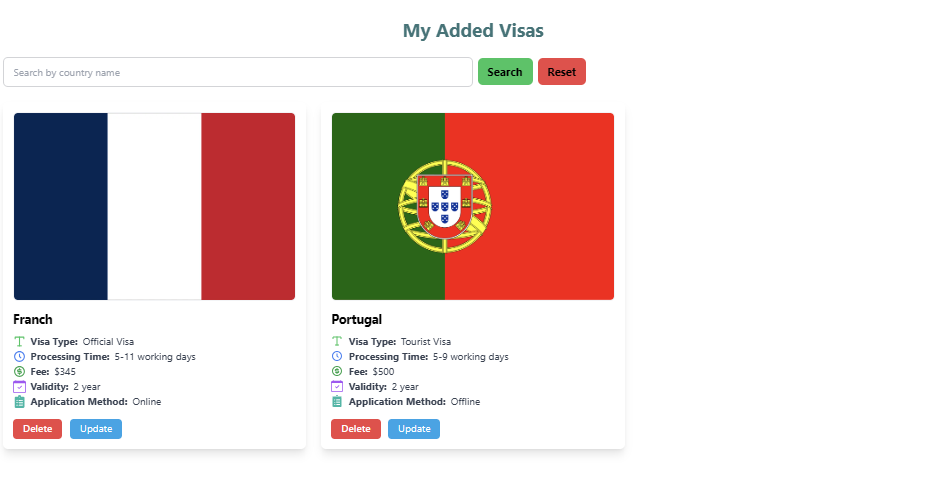 My Added Visas
Search by country name
Search
Reset
Franch
Visa Type: Official Visa
Processing Time: 5-11 working days
Fee: $345
Validity: 2 year
Application Method: Online
Delete
Update
Portugal
Visa Type: Tourist Visa
Processing Time: 5-9 working days
Fee: $500
Validity: 2 year
Application Method: Offline
Delete
Update